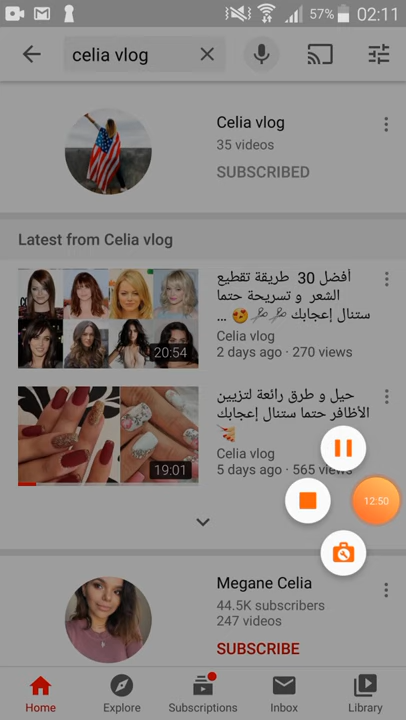 57% 02:11
celia vlog
Celia vlog
35 videos
SUBSCRIBED
Latest from Celia vlog
أفضل 30 طريقة تقطيع
الشعر و تسريحة حتما
ستنال إعجابك ✂️✂️😍 ...
20:54
Celia vlog
2 days ago · 270 views
حيل و طرق رائعة لتزيين
الأظافر حتما ستنال إعجابك
💅
19:01
Celia vlog
5 days ago · 565 views
12:50
Megane Celia
44.5K subscribers
247 videos
SUBSCRIBE
Home Explore Subscriptions Inbox Library